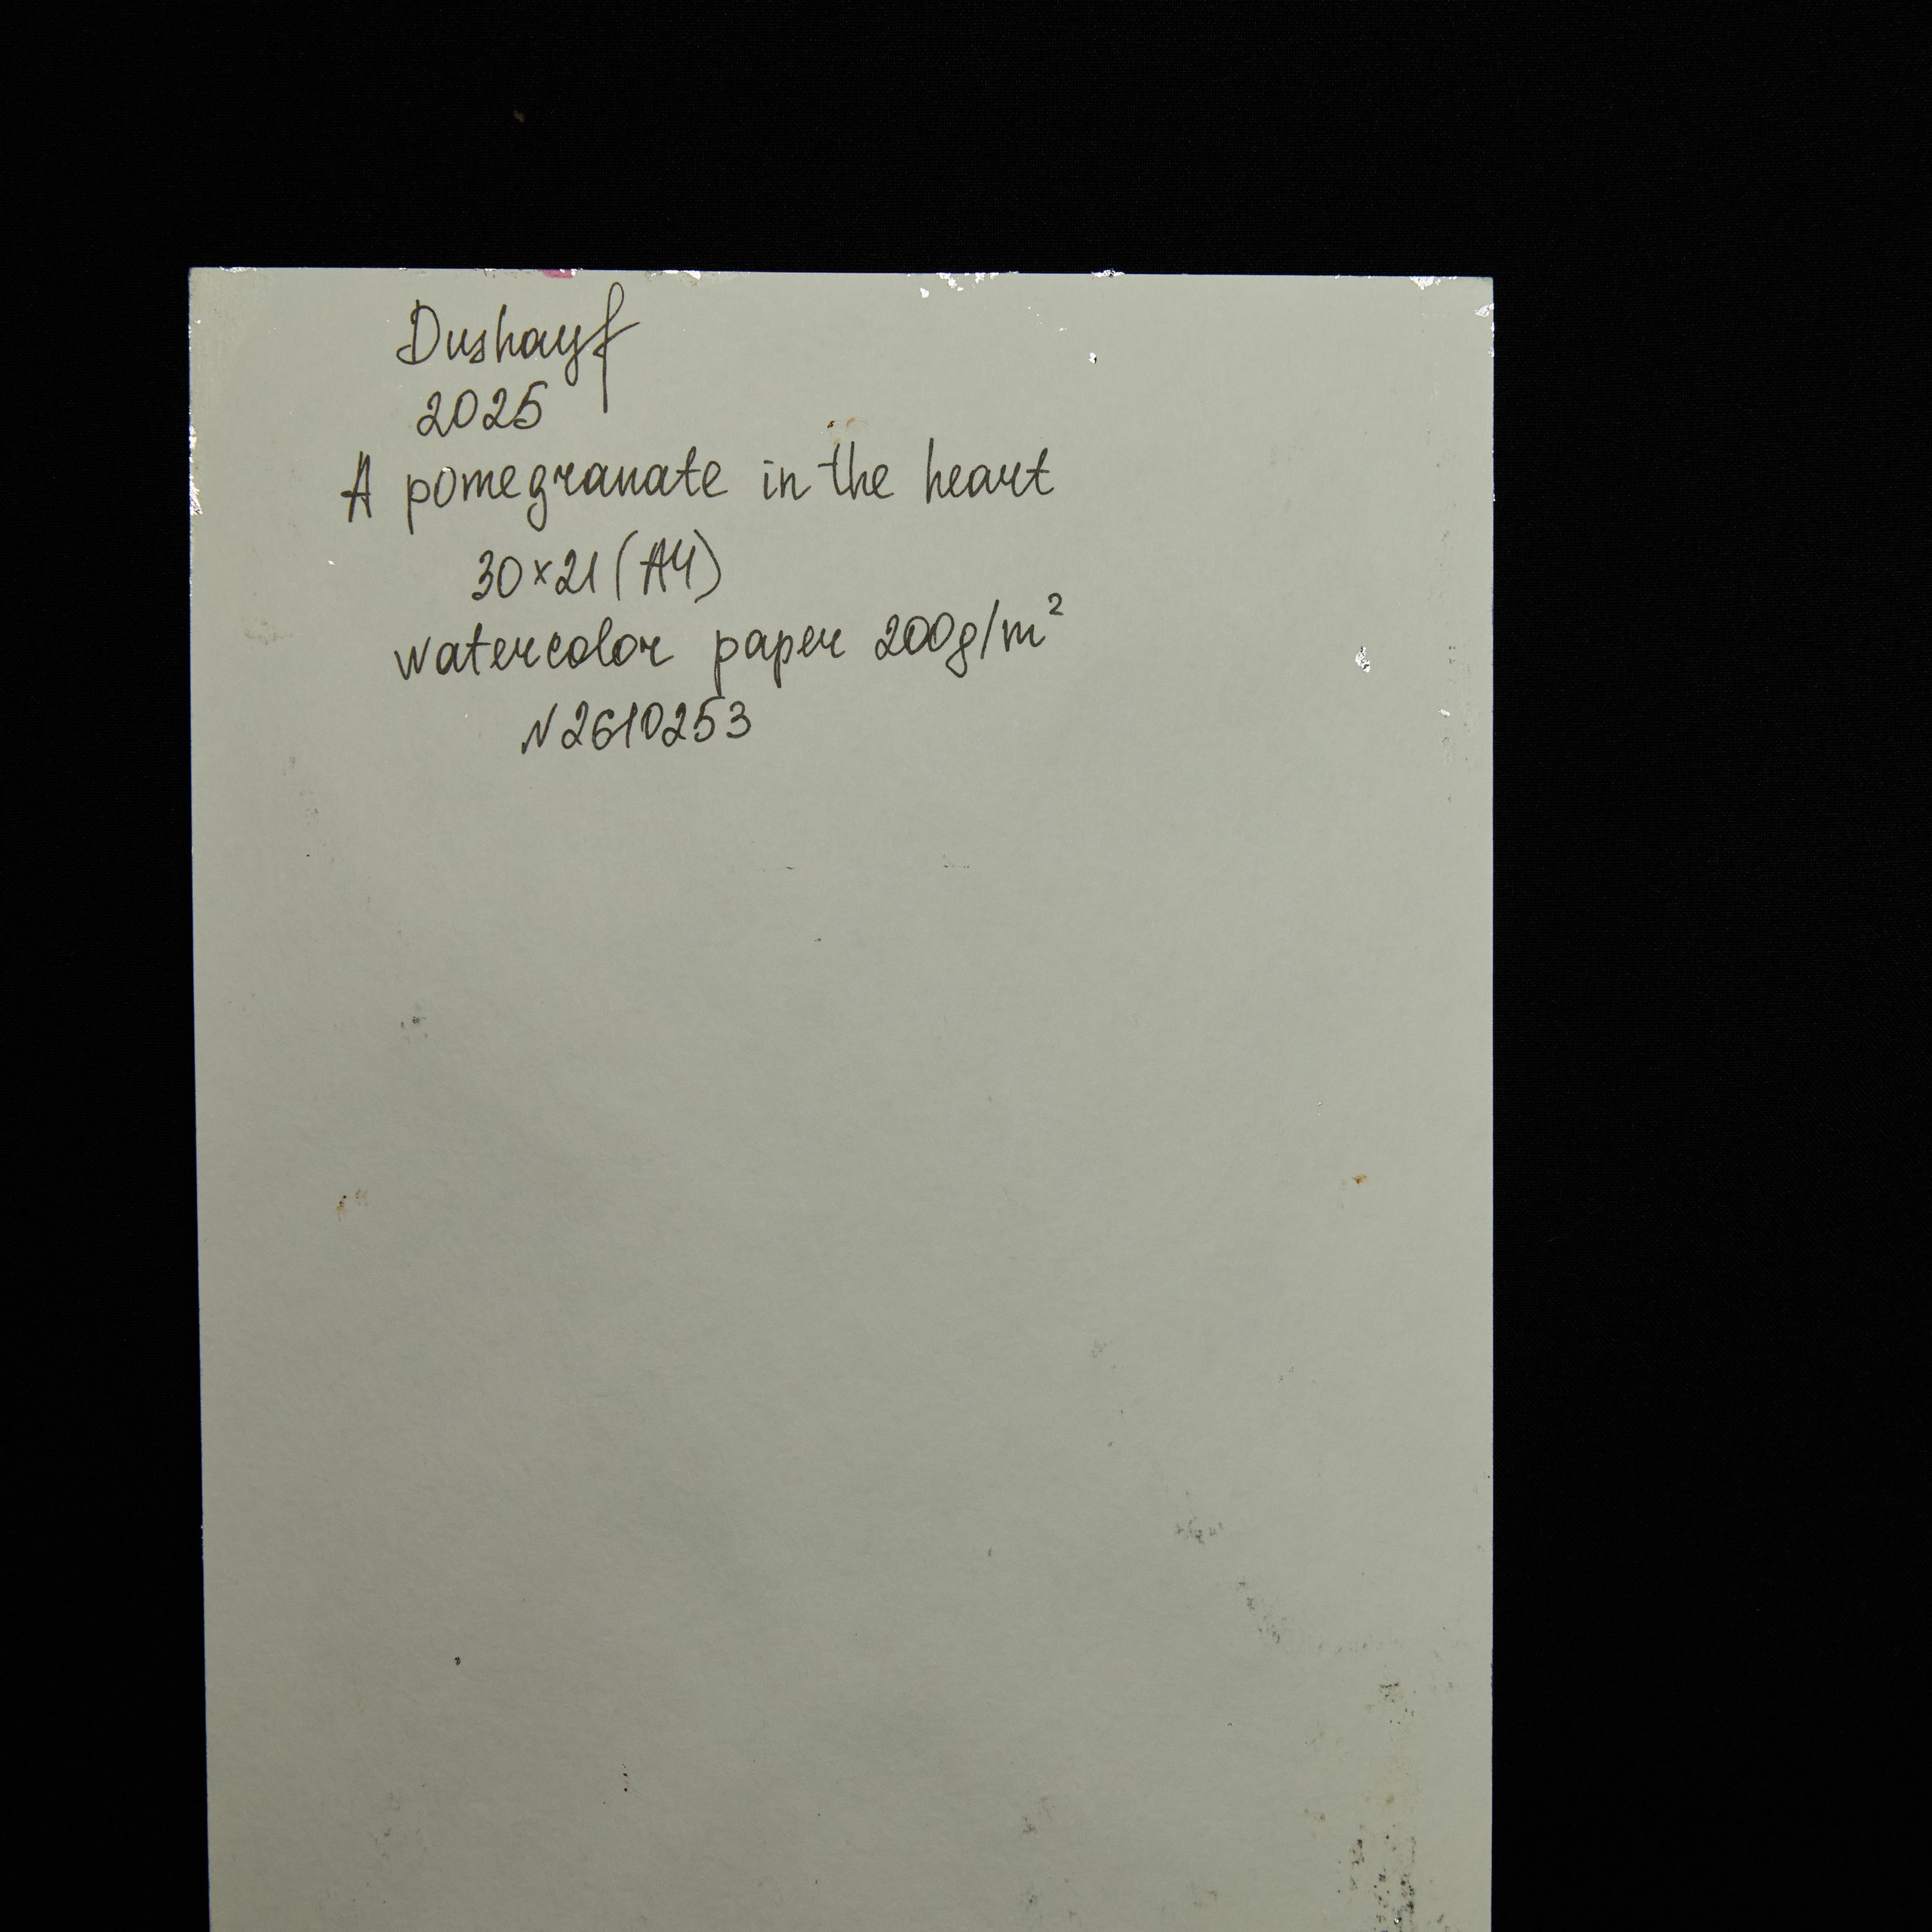 Dushayf
2025
A pomegranate in the heart
30×21 (A4)
watercolor paper 200g/m²
N2610253